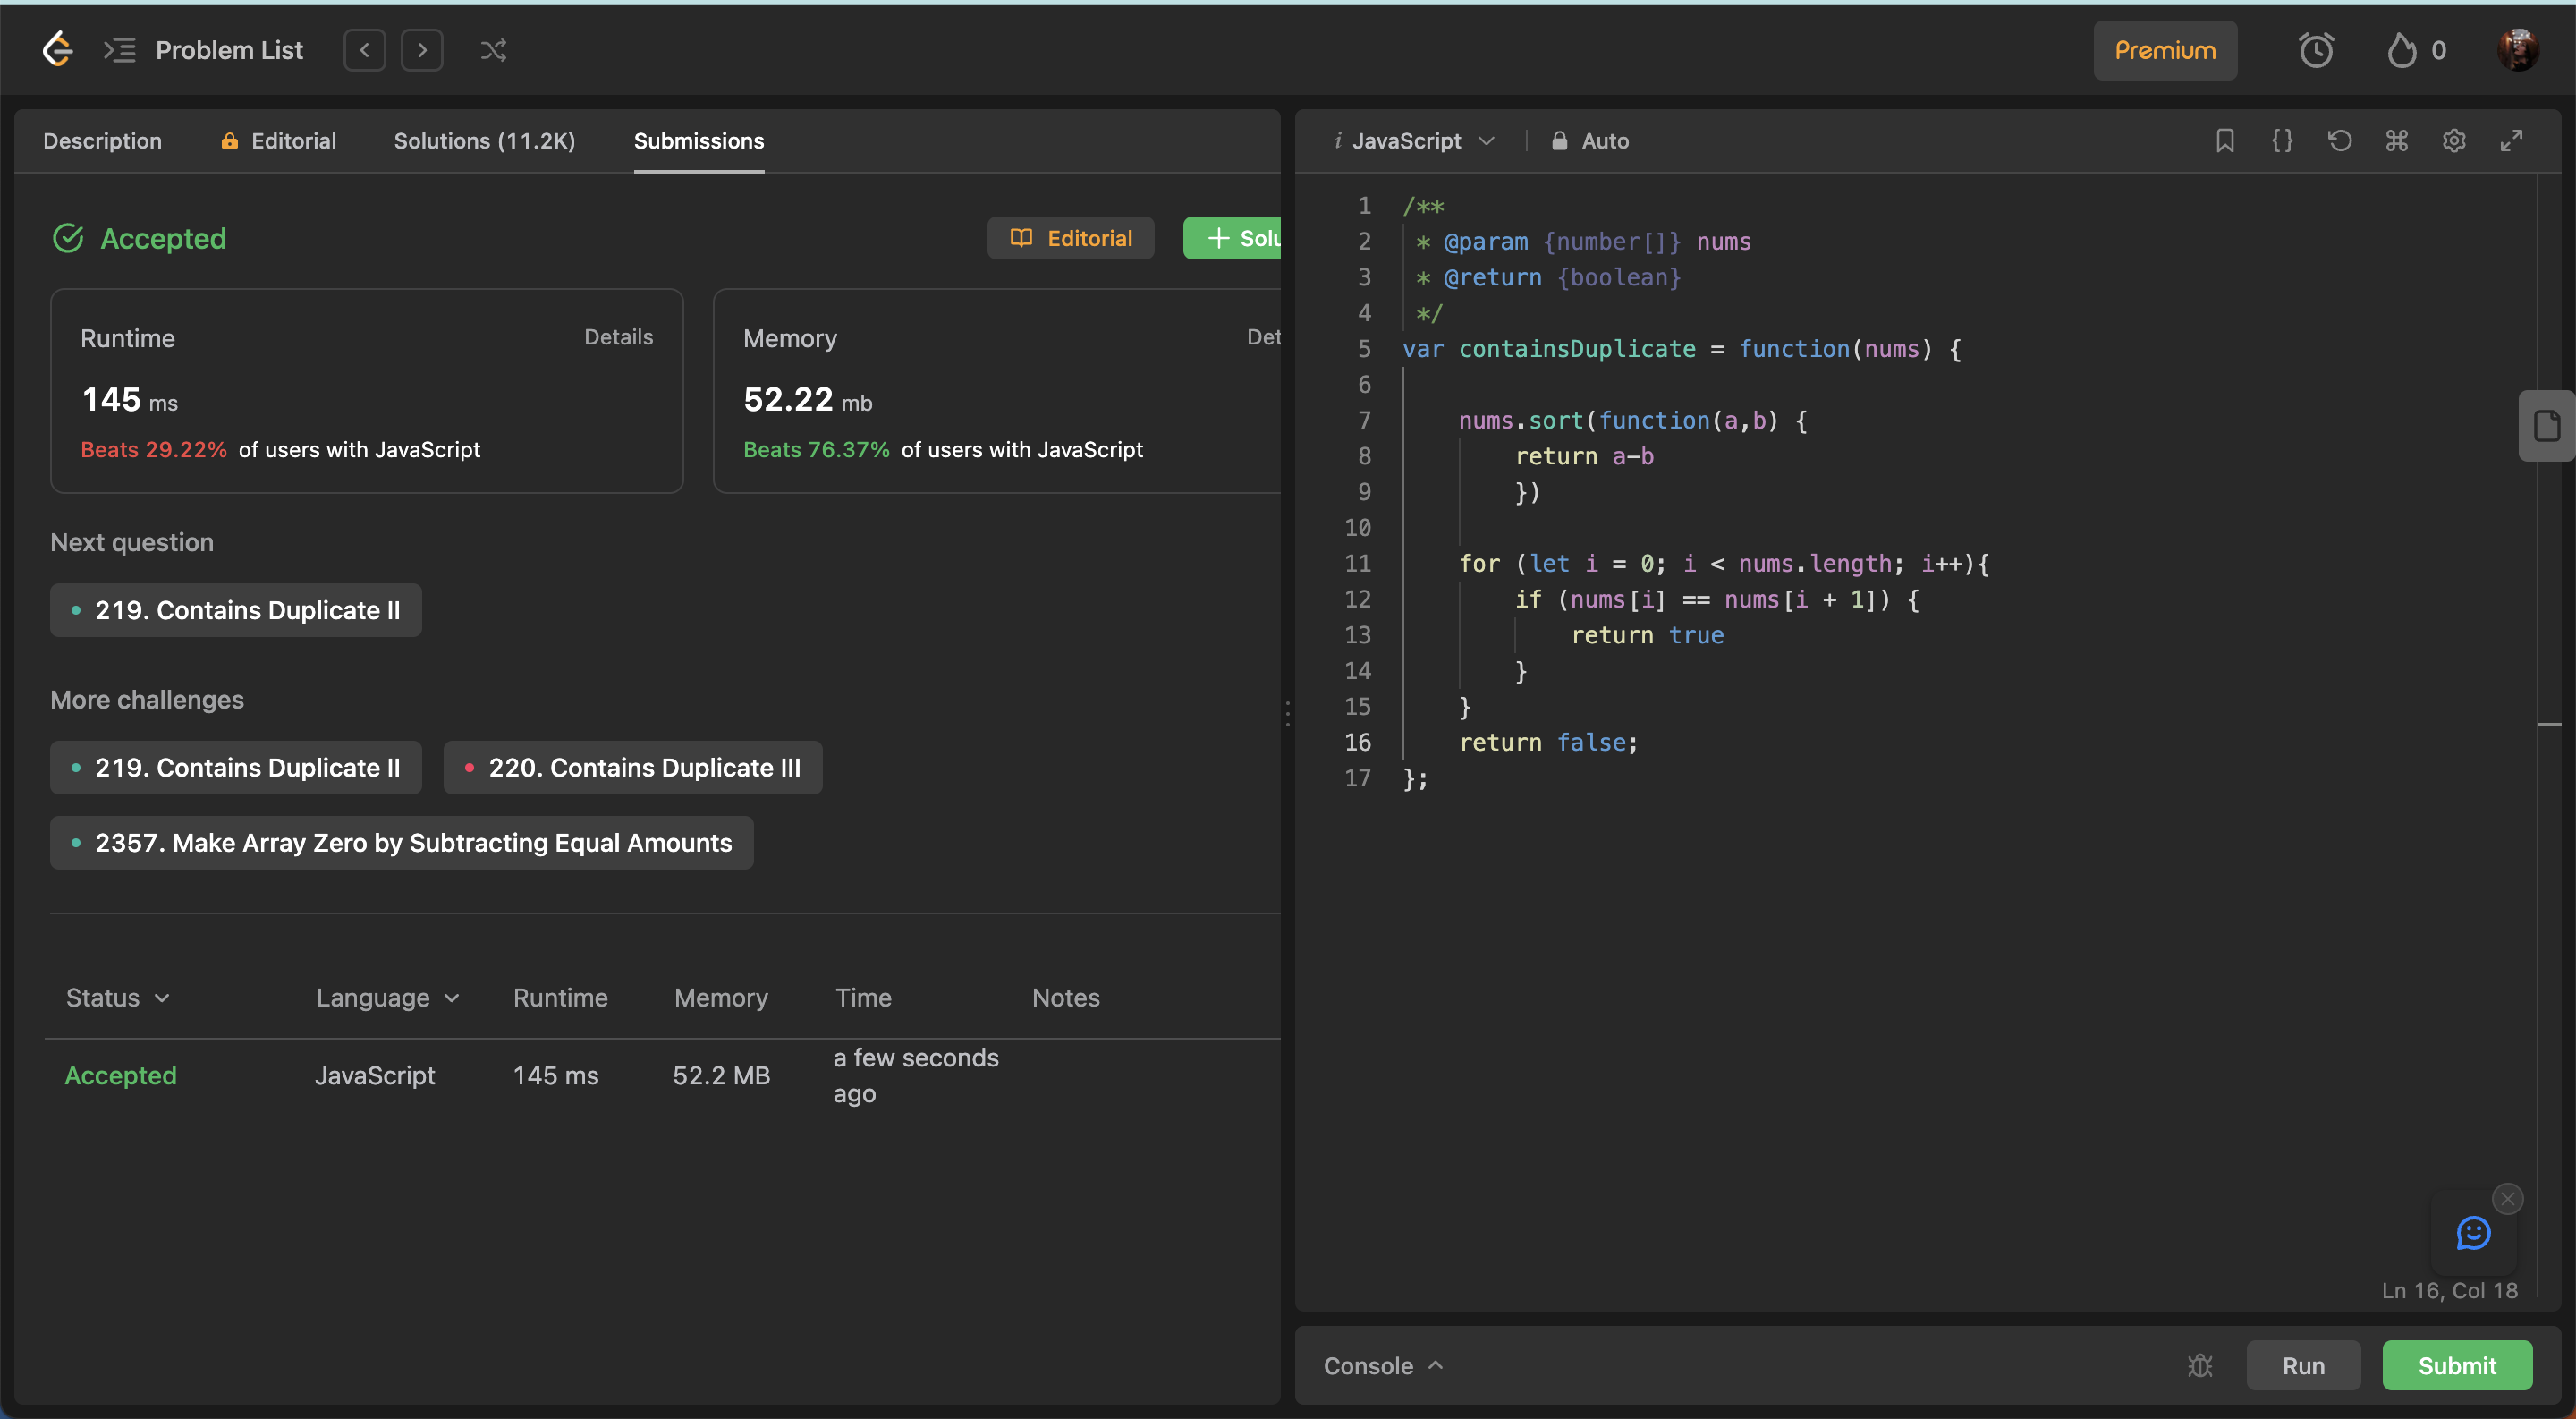 Problem List
Premium
0
Description
Editorial
Solutions (11.2K)
Submissions
Accepted
Editorial
Solu
Runtime
Details
145 ms
Beats 29.22% of users with JavaScript
Memory
Det
52.22 mb
Beats 76.37% of users with JavaScript
Next question
219. Contains Duplicate II
More challenges
219. Contains Duplicate II
220. Contains Duplicate III
2357. Make Array Zero by Subtracting Equal Amounts
Status Language Runtime Memory Time Notes
Accepted JavaScript 145 ms 52.2 MB a few seconds
ago
i JavaScript
Auto
{}
1 /**
2  * @param {number[]} nums
3  * @return {boolean}
4  */
5 var containsDuplicate = function(nums) {
6
7     nums.sort(function(a,b) {
8         return a-b
9         })
10
11     for (let i = 0; i < nums.length; i++){
12         if (nums[i] == nums[i + 1]) {
13             return true
14         }
15     }
16     return false;
17 };
Ln 16, Col 18
Console
Run
Submit